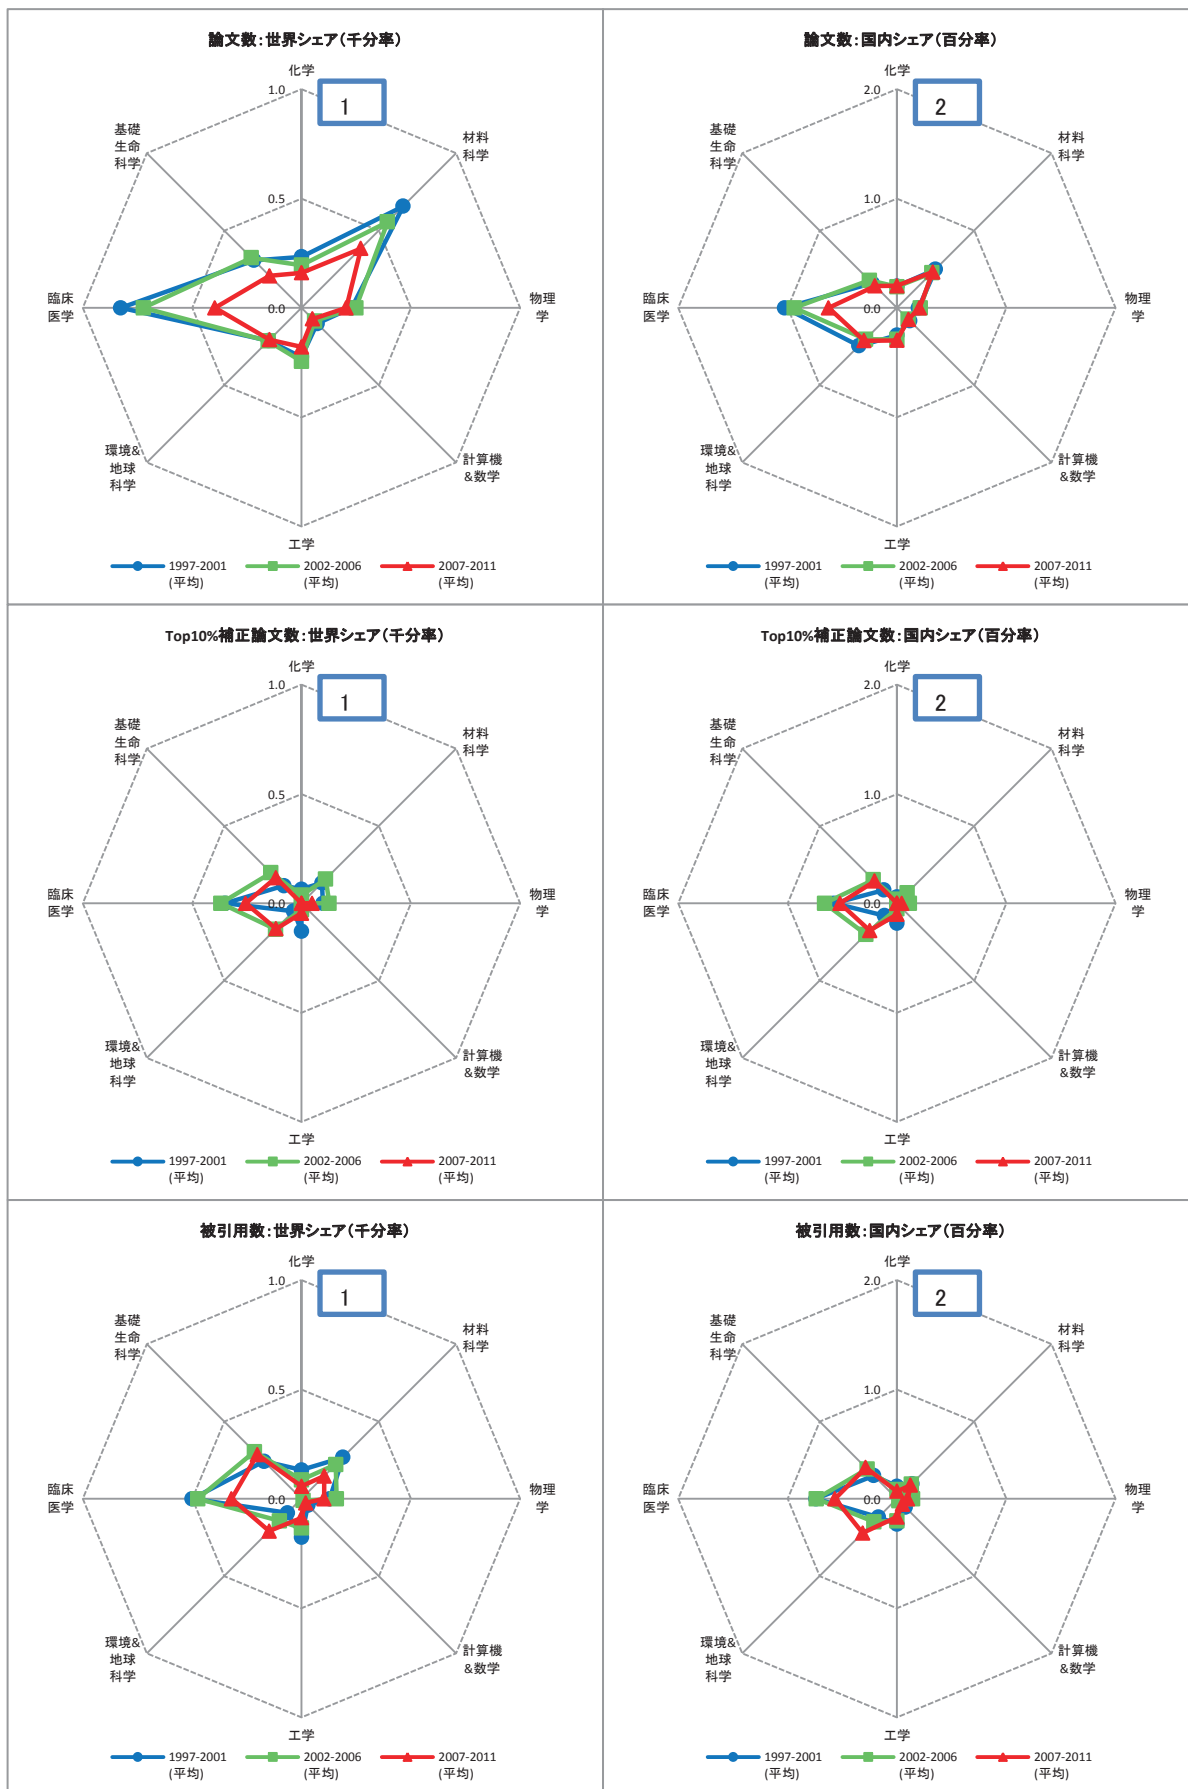 論文数：世界シェア（千分率）
化学
1.0
1
基礎
生命
科学
材料
科学
0.5
臨床
医学
0.0
物理
学
環境&
地球
科学
計算機
&数学
工学
1997-2001
(平均)
2002-2006
(平均)
2007-2011
(平均)
論文数：国内シェア（百分率）
化学
2.0
2
基礎
生命
科学
材料
科学
1.0
臨床
医学
0.0
物理
学
環境&
地球
科学
計算機
&数学
工学
1997-2001
(平均)
2002-2006
(平均)
2007-2011
(平均)
Top10%補正論文数：世界シェア（千分率）
化学
1.0
1
基礎
生命
科学
材料
科学
0.5
臨床
医学
0.0
物理
学
環境&
地球
科学
計算機
&数学
工学
1997-2001
(平均)
2002-2006
(平均)
2007-2011
(平均)
Top10%補正論文数：国内シェア（百分率）
化学
2.0
2
基礎
生命
科学
材料
科学
1.0
臨床
医学
0.0
物理
学
環境&
地球
科学
計算機
&数学
工学
1997-2001
(平均)
2002-2006
(平均)
2007-2011
(平均)
被引用数：世界シェア（千分率）
化学
1.0
1
基礎
生命
科学
材料
科学
0.5
臨床
医学
0.0
物理
学
環境&
地球
科学
計算機
&数学
工学
1997-2001
(平均)
2002-2006
(平均)
2007-2011
(平均)
被引用数：国内シェア（百分率）
化学
2.0
2
基礎
生命
科学
材料
科学
1.0
臨床
医学
0.0
物理
学
環境&
地球
科学
計算機
&数学
工学
1997-2001
(平均)
2002-2006
(平均)
2007-2011
(平均)